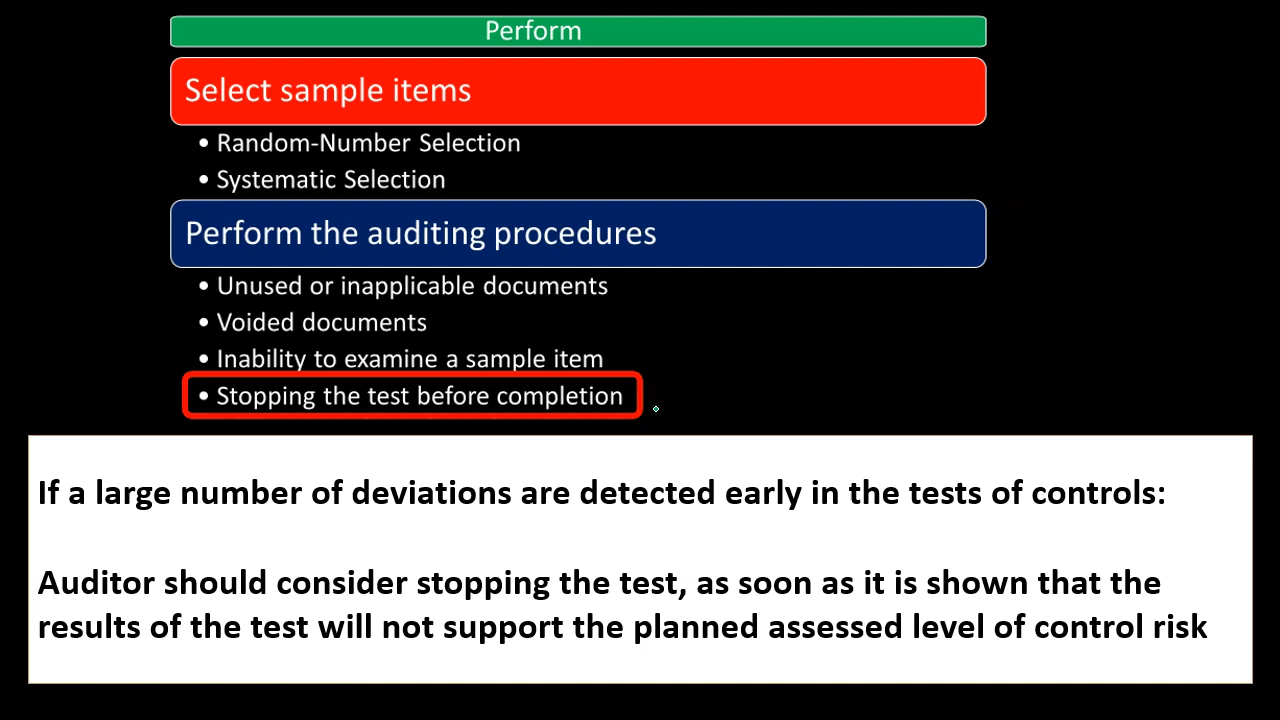 Perform
Select sample items
• Random-Number Selection
• Systematic Selection
Perform the auditing procedures
• Unused or inapplicable documents
• Voided documents
• Inability to examine a sample item
• Stopping the test before completion
If a large number of deviations are detected early in the tests of controls:
Auditor should consider stopping the test, as soon as it is shown that the
results of the test will not support the planned assessed level of control risk